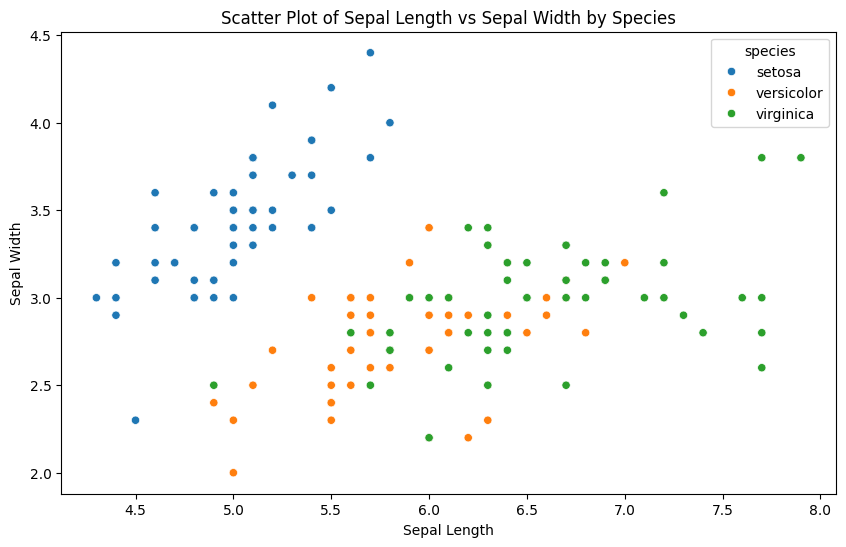 Scatter Plot of Sepal Length vs Sepal Width by Species
species
setosa
versicolor
virginica
4.5
4.0
3.5
3.0
2.5
2.0
Sepal Width
4.5 5.0 5.5 6.0 6.5 7.0 7.5 8.0
Sepal Length